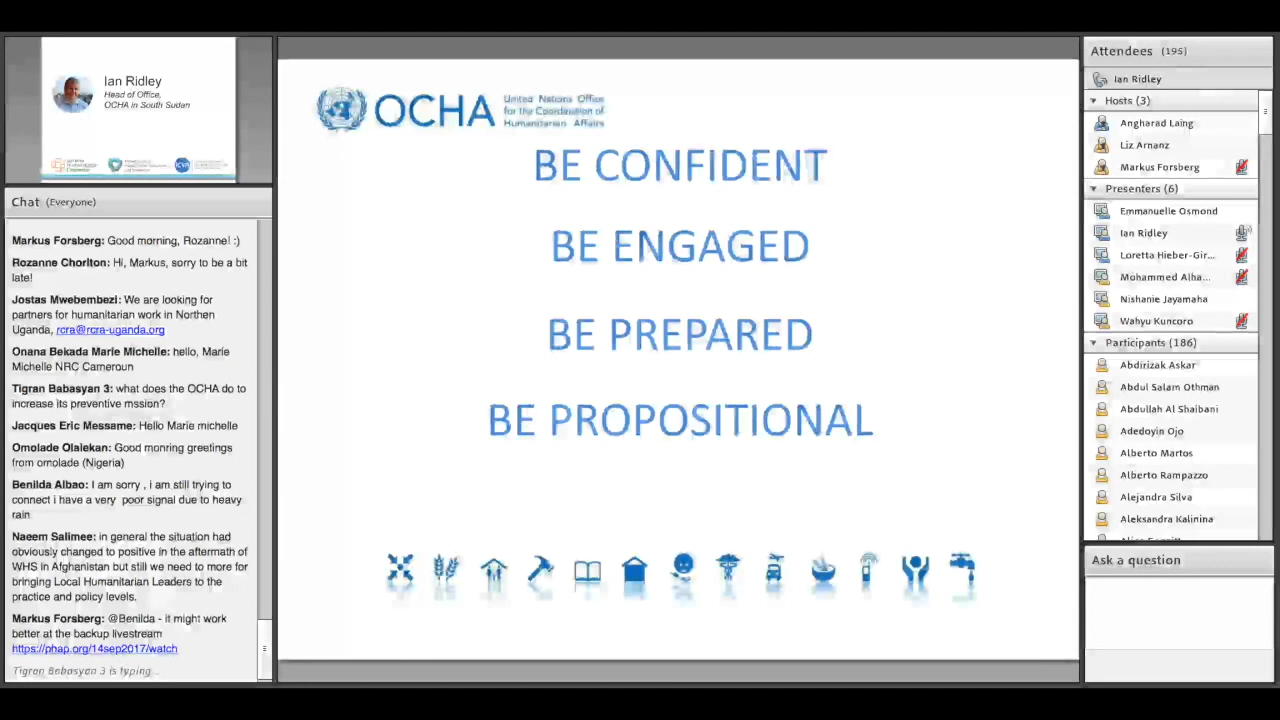 Ian Ridley
Head of Office,
OCHA in South Sudan
Chat (Everyone)
Markus Forsberg: Good morning, Rozanne! :)
Rozanne Chorlton: Hi, Markus, sorry to be a bit
late!
Jostas Mwebembezi: We are looking for
partners for humanitarian work in Northen
Uganda, rcra@rcra-uganda.org
Onana Bekada Marie Michelle: hello, Marie
Michelle NRC Cameroun
Tigran Babasyan 3: what does the OCHA do to
increase its preventive mssion?
Jacques Eric Messame: Hello Marie michelle
Omolade Olalekan: Good monring greetings
from omolade (Nigeria)
Benilda Albao: I am sorry , i am still trying to
connect i have a very poor signal due to heavy
rain
Naeem Salimee: in general the situation had
obviously changed to positive in the aftermath of
WHS in Afghanistan but still we need to more for
bringing Local Humanitarian Leaders to the
practice and policy levels.
Markus Forsberg: @Benilda - it might work
better at the backup livestream
https://phap.org/14sep2017/watch
Tigran Babasyan 3 is typing...
OCHA
United Nations Office
for the Coordination of
Humanitarian Affairs
BE CONFIDENT
BE ENGAGED
BE PREPARED
BE PROPOSITIONAL
Attendees (195)
Ian Ridley
Hosts (3)
Angharad Laing
Liz Arnanz
Markus Forsberg
Presenters (6)
Emmanuelle Osmond
Ian Ridley
Loretta Hieber-Gir...
Mohammed Alha...
Nishanie Jayamaha
Wahyu Kuncoro
Participants (186)
Abdirizak Askar
Abdul Salam Othman
Abdullah Al Shaibani
Adedoyin Ojo
Alberto Martos
Alberto Rampazzo
Alejandra Silva
Aleksandra Kalinina
Ask a question